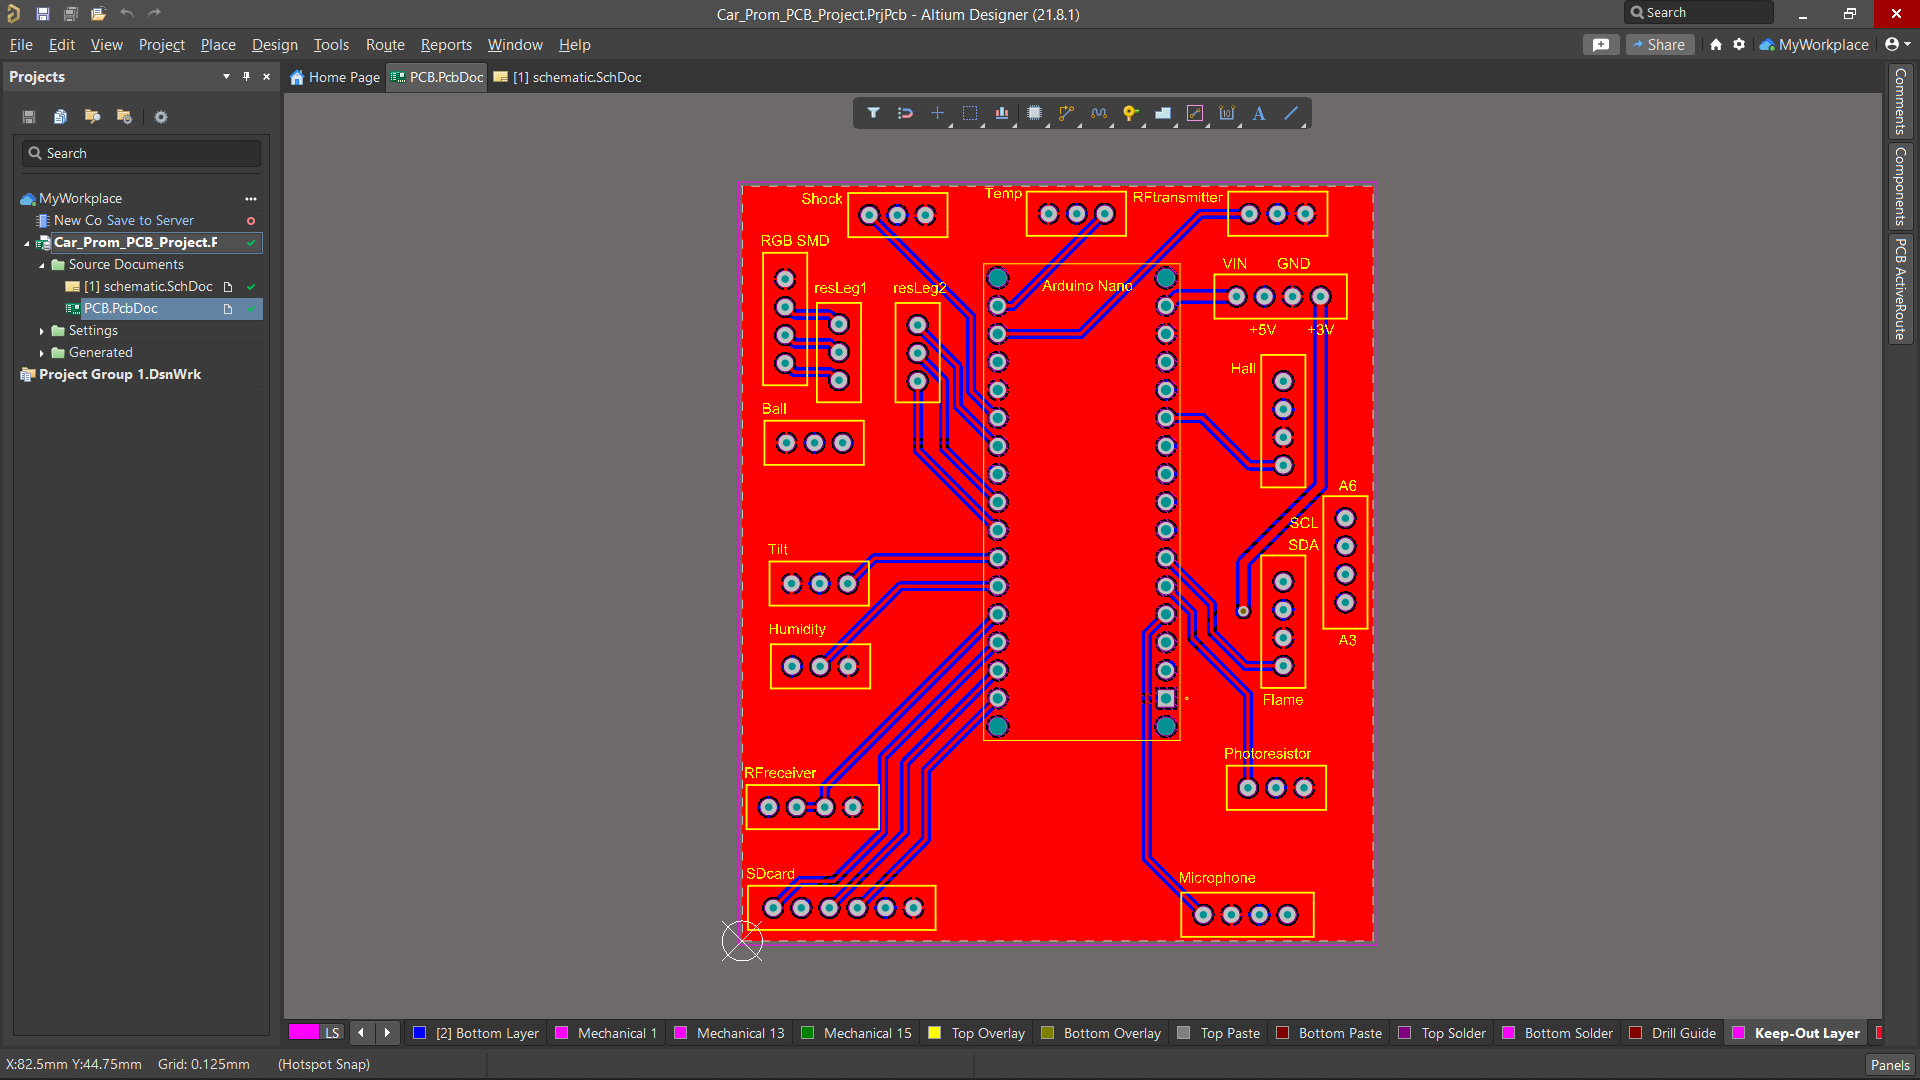 Car_Prom_PCB_Project.PrjPcb - Altium Designer (21.8.1)
Search
File Edit View Project Place Design Tools Route Reports Window Help
Share
MyWorkplace
Projects
Home Page
PCB.PcbDoc
[1] schematic.SchDoc
Search
MyWorkplace
New Co Save to Server
Car_Prom_PCB_Project.P
Source Documents
[1] schematic.SchDoc
PCB.PcbDoc
Settings
Generated
Project Group 1.DsnWrk
Comments
Components
PCB ActiveRoute
Shock
Temp
RFtransmitter
RGB SMD
VIN GND
resLeg1
resLeg2
Arduino Nano
+5V +3V
Hall
Ball
A6
SCL
SDA
Tilt
Humidity
A3
Flame
Photoresistor
RFreceiver
SDcard
Microphone
LS
[2] Bottom Layer
Mechanical 1
Mechanical 13
Mechanical 15
Top Overlay
Bottom Overlay
Top Paste
Bottom Paste
Top Solder
Bottom Solder
Drill Guide
Keep-Out Layer
X:82.5mm Y:44.75mm Grid: 0.125mm (Hotspot Snap)
Panels